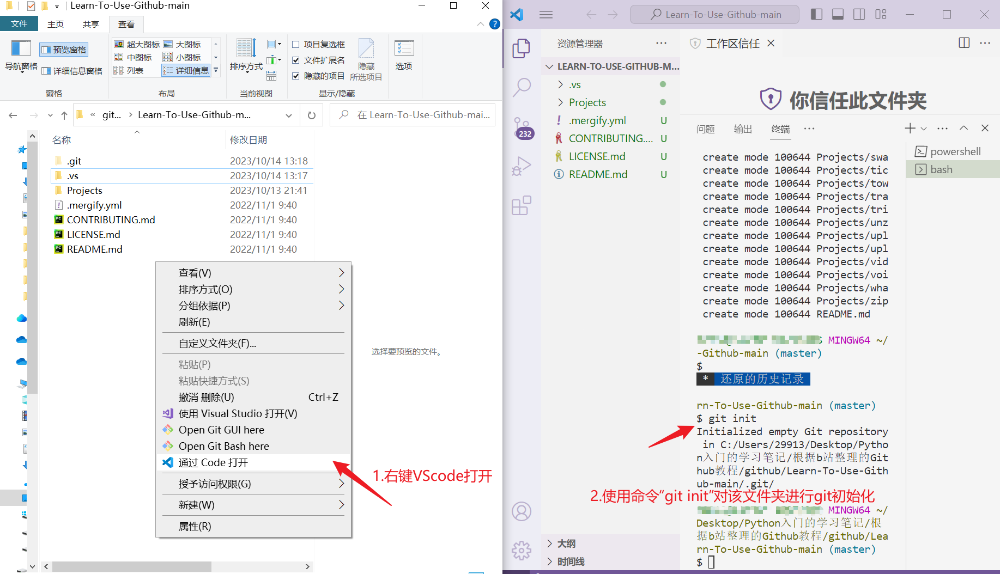 Learn-To-Use-Github-main
文件 主页 共享 查看
导航窗格
预览窗格
详细信息窗格
窗格
超大图标 大图标
中图标 小图标
列表 详细信息
布局
排序方式
当前视图
项目复选框
文件扩展名
隐藏的项目
隐藏
所选项目
显示/隐藏
选项
« git... › Learn-To-Use-Github-m...
在 Learn-To-Use-Github-mai...
名称 修改日期
.git 2023/10/14 13:18
.vs 2023/10/14 13:17
Projects 2023/10/13 21:41
.mergify.yml 2022/11/1 9:40
CONTRIBUTING.md 2022/11/1 9:40
LICENSE.md 2022/11/1 9:40
README.md 2022/11/1 9:40
查看(V)
排序方式(O)
分组依据(P)
刷新(E)
自定义文件夹(F)...
粘贴(P)
粘贴快捷方式(S)
撤消 删除(U) Ctrl+Z
使用 Visual Studio 打开(V)
Open Git GUI here
Open Git Bash here
通过 Code 打开
授予访问权限(G)
新建(W)
属性(R)
选择要预览的文件。
1.右键VScode打开
Learn-To-Use-Github-main
资源管理器 ···
LEARN-TO-USE-GITHUB-M...
.vs
Projects
.mergify.yml U
CONTRIBUTING.... U
LICENSE.md U
README.md U
232
大纲
时间线
工作区信任
你信任此文件夹
问题 输出 终端 ···
powershell
bash
create mode 100644 Projects/swa
create mode 100644 Projects/tic
create mode 100644 Projects/tow
create mode 100644 Projects/tra
create mode 100644 Projects/tri
create mode 100644 Projects/unz
create mode 100644 Projects/upl
create mode 100644 Projects/upl
create mode 100644 Projects/vid
create mode 100644 Projects/voi
create mode 100644 Projects/wha
create mode 100644 Projects/zip
create mode 100644 README.md
MINGW64 ~/
-Github-main (master)
$
* 还原的历史记录
rn-To-Use-Github-main (master)
$ git init
Initialized empty Git repository
in C:/Users/29913/Desktop/Pytho
n入门的学习笔记/根据b站整理的Git
hub教程/github/Learn-To-Use-Gith
ub-main/.git/
2.使用命令“git init”对该文件夹进行git初始化
MINGW64 ~/
Desktop/Python入门的学习笔记/根
据b站整理的Github教程/github/Lea
rn-To-Use-Github-main (master)
$